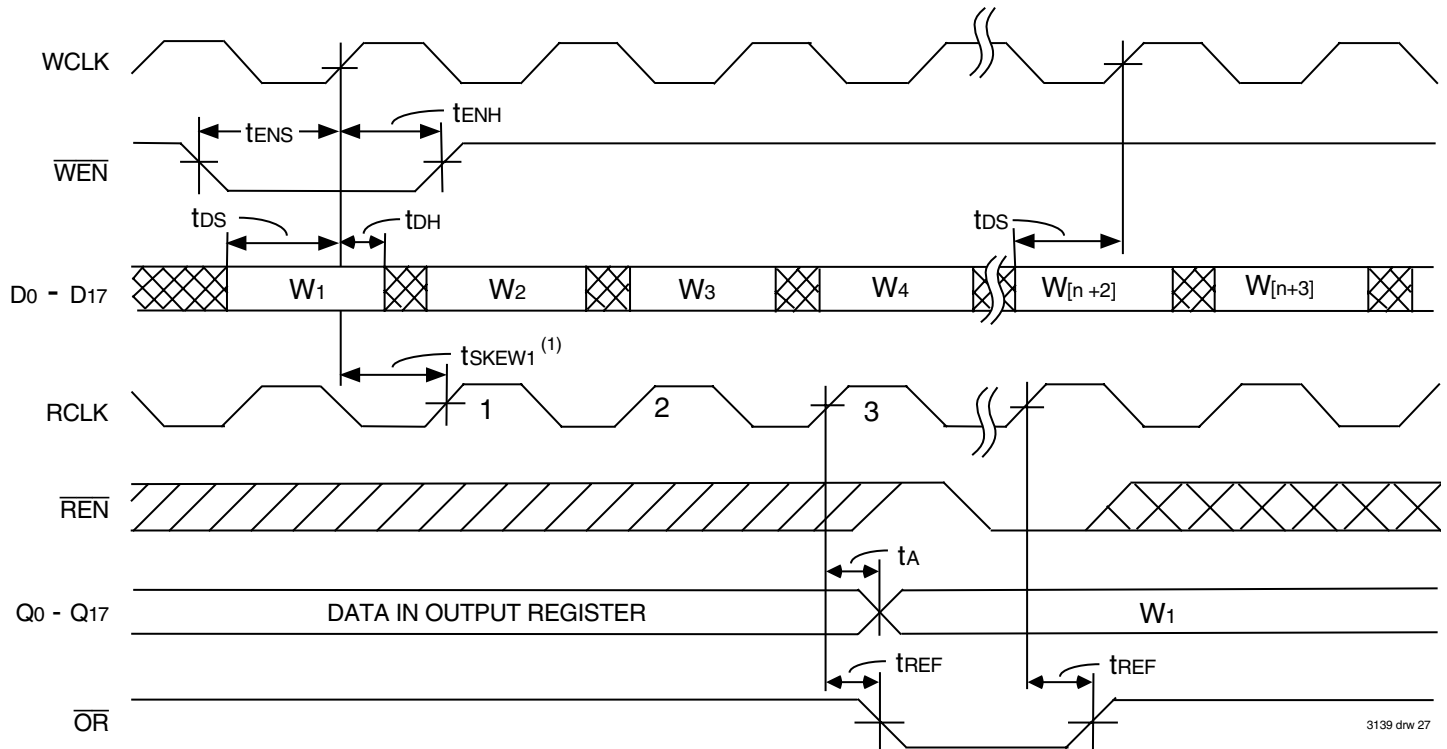 WCLK
tENS
tENH
WEN
tDS
tDH
tDS
D0 - D17
W1
W2
W3
W4
W[n +2]
W[n+3]
tSKEW1 (1)
RCLK
1
2
3
REN
tA
Q0 - Q17
DATA IN OUTPUT REGISTER
W1
tREF
tREF
OR
3139 drw 27